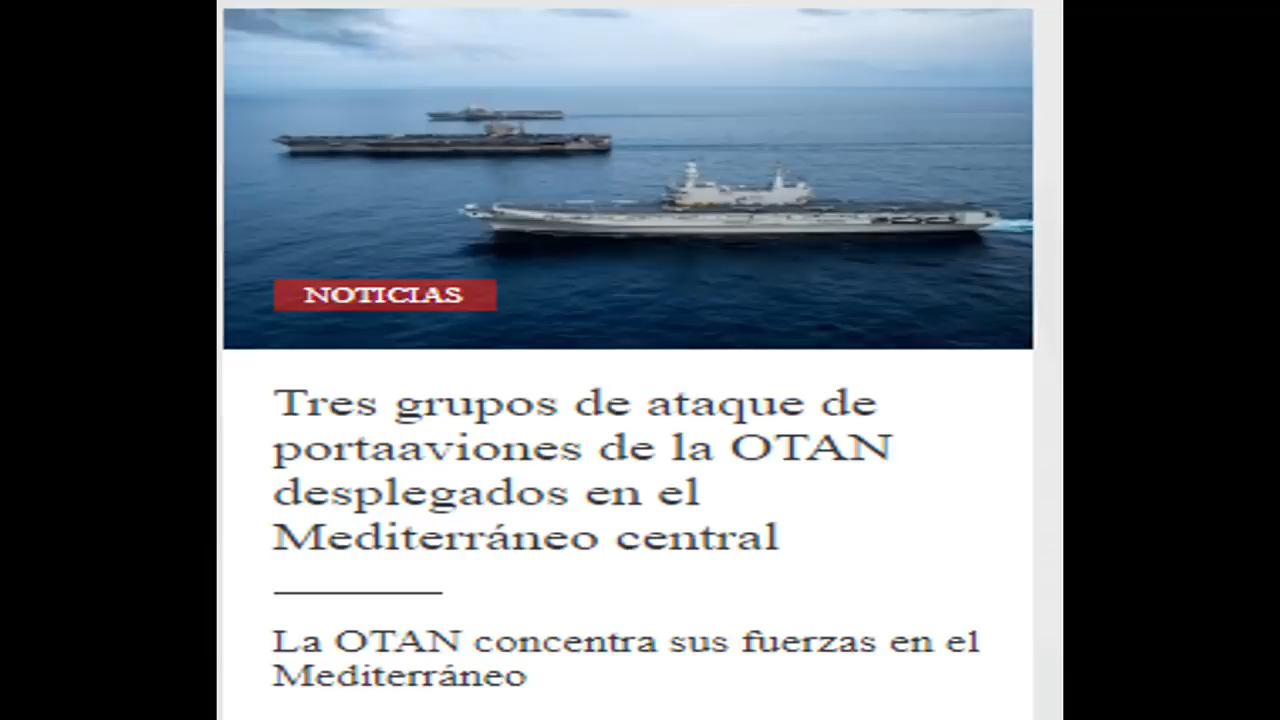 NOTICIAS
Tres grupos de ataque de
portaaviones de la OTAN
desplegados en el
Mediterráneo central
La OTAN concentra sus fuerzas en el
Mediterráneo